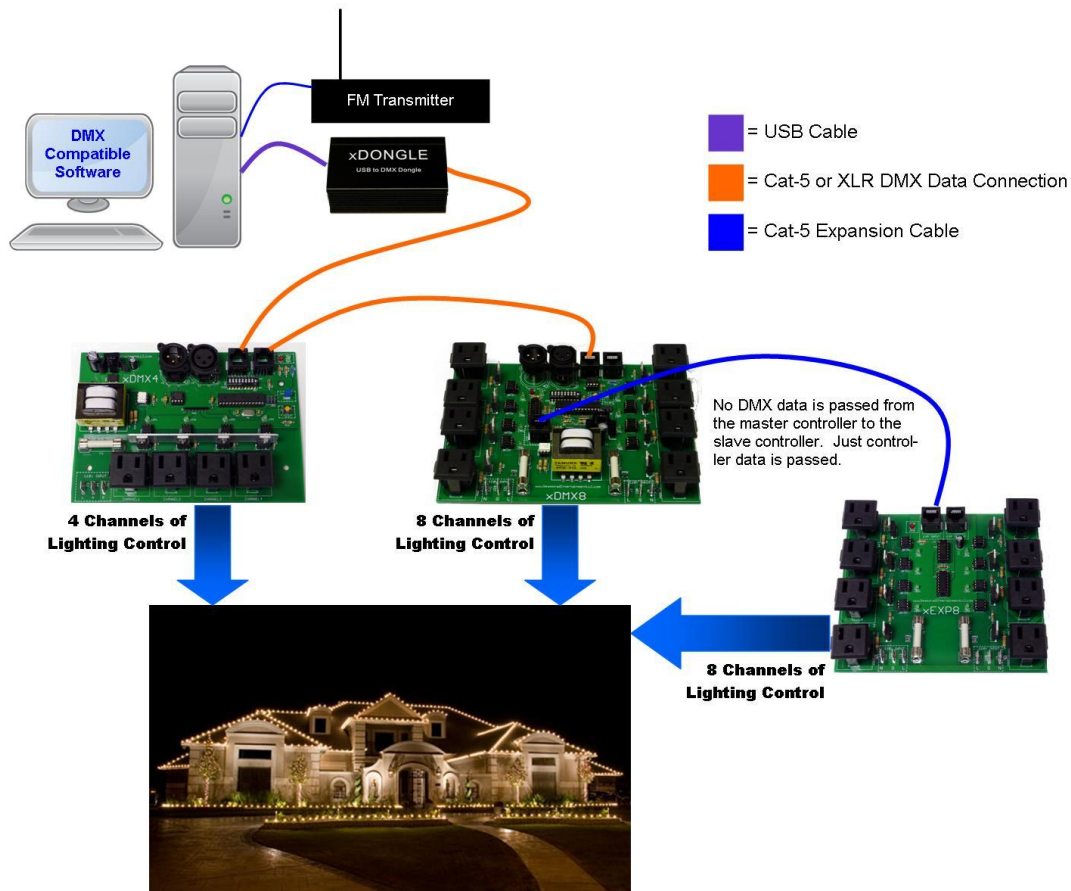 FM Transmitter
DMX
Compatible
Software
xDONGLE
USB to DMX Dongle
= USB Cable
= Cat-5 or XLR DMX Data Connection
= Cat-5 Expansion Cable
xDMX4
xDMX8
No DMX data is passed from
the master controller to the
slave controller. Just control-
ler data is passed.
4 Channels of
Lighting Control
8 Channels of
Lighting Control
xEXP8
8 Channels of
Lighting Control